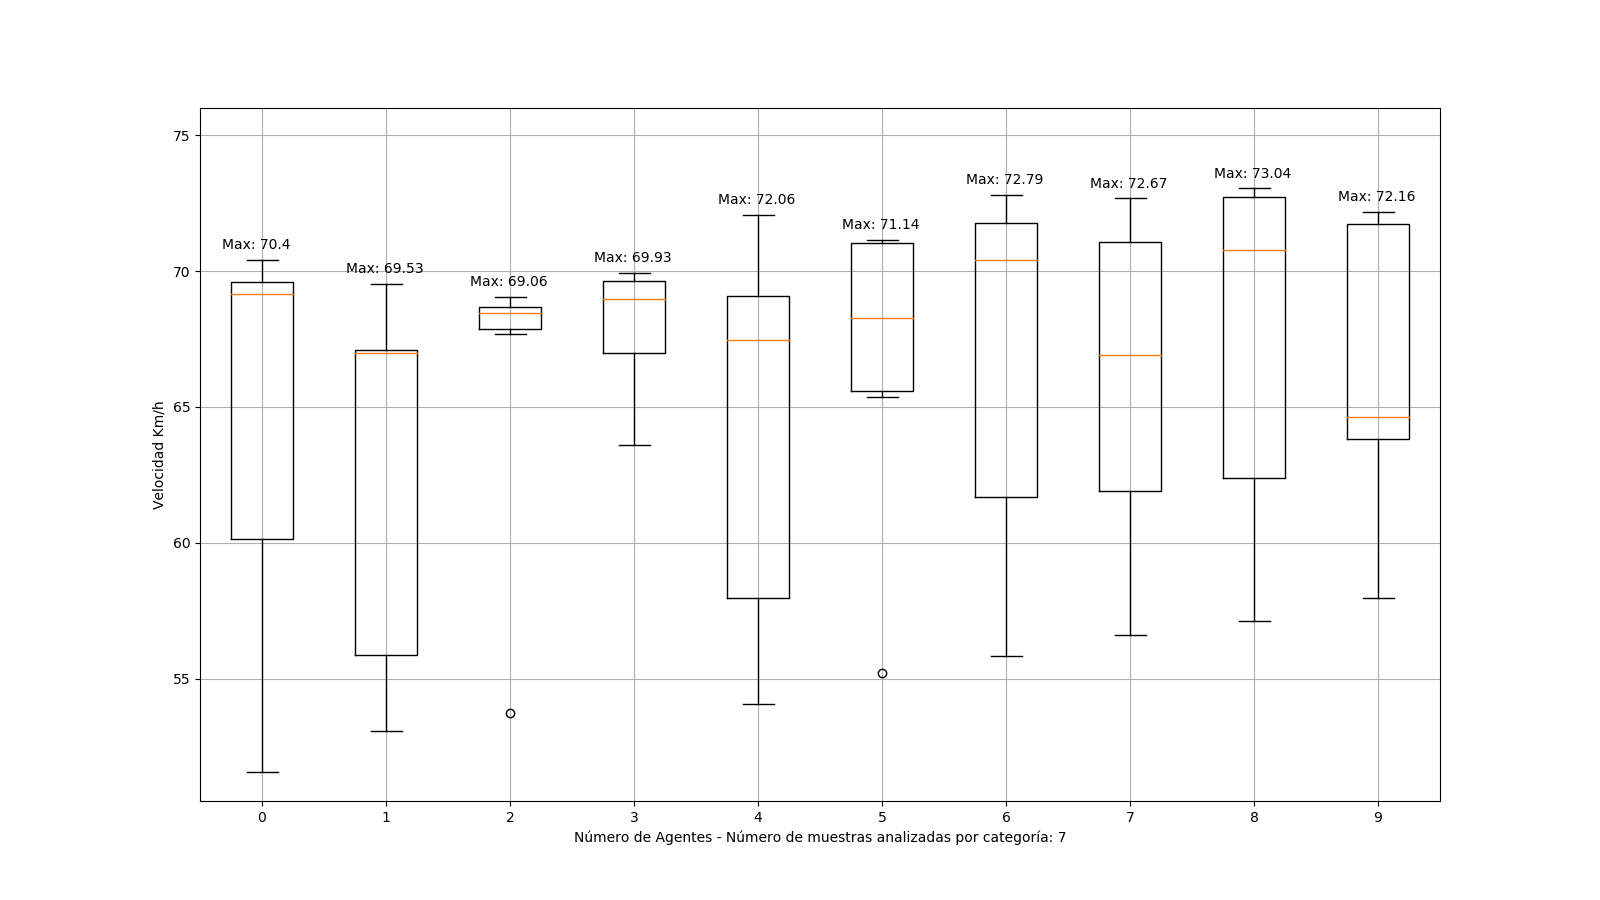 75
70
65
60
55
Velocidad Km/h
Max: 70.4
Max: 69.53
Max: 69.06
Max: 69.93
Max: 72.06
Max: 71.14
Max: 72.79
Max: 72.67
Max: 73.04
Max: 72.16
0 1 2 3 4 5 6 7 8 9
Número de Agentes - Número de muestras analizadas por categoría: 7